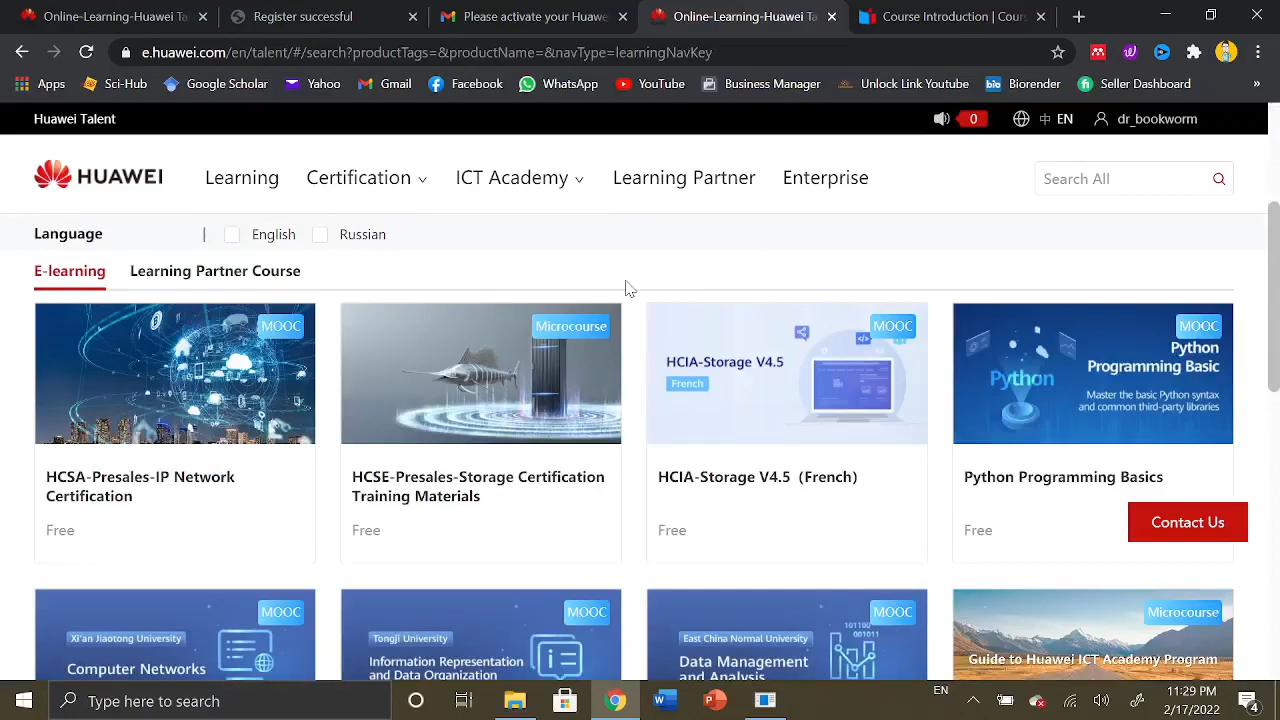 Online-Learning-Huawei Ta
Register successful
Please activate your Huawe
Online-Learning-Huawei Ta
Course Introduction | Cours
e.huawei.com/en/talent/#/search?productTags=&productName=&navType=learningNavKey
Apps
Sci-Hub
Google Scholar
Yahoo
Gmail
Facebook
WhatsApp
YouTube
Business Manager
Unlock Link Youtube
bio
Biorender
fi
Seller Dashboard
»
Huawei Talent
0
中 EN
dr_bookworm
HUAWEI
Learning
Certification
ICT Academy
Learning Partner
Enterprise
Search All
Language
|
English
Russian
E-learning
Learning Partner Course
MOOC
HCSA-Presales-IP Network
Certification
Free
Microcourse
HCSE-Presales-Storage Certification
Training Materials
Free
MOOC
HCIA-Storage V4.5
French
HCIA-Storage V4.5（French）
Free
MOOC
Python
Python
Programming Basic
Master the basic Python syntax
and common third-party libraries
Python Programming Basics
Free
Contact Us
MOOC
Xi'an Jiaotong University
Computer Networks
MOOC
Tongji University
Information Representation
and Data Organization
MOOC
East China Normal University
101100
001011
Data Management
and Analysis
Microcourse
Guide to Huawei ICT Academy Program
Type here to search
EN
11:29 PM
2/17/2022
4